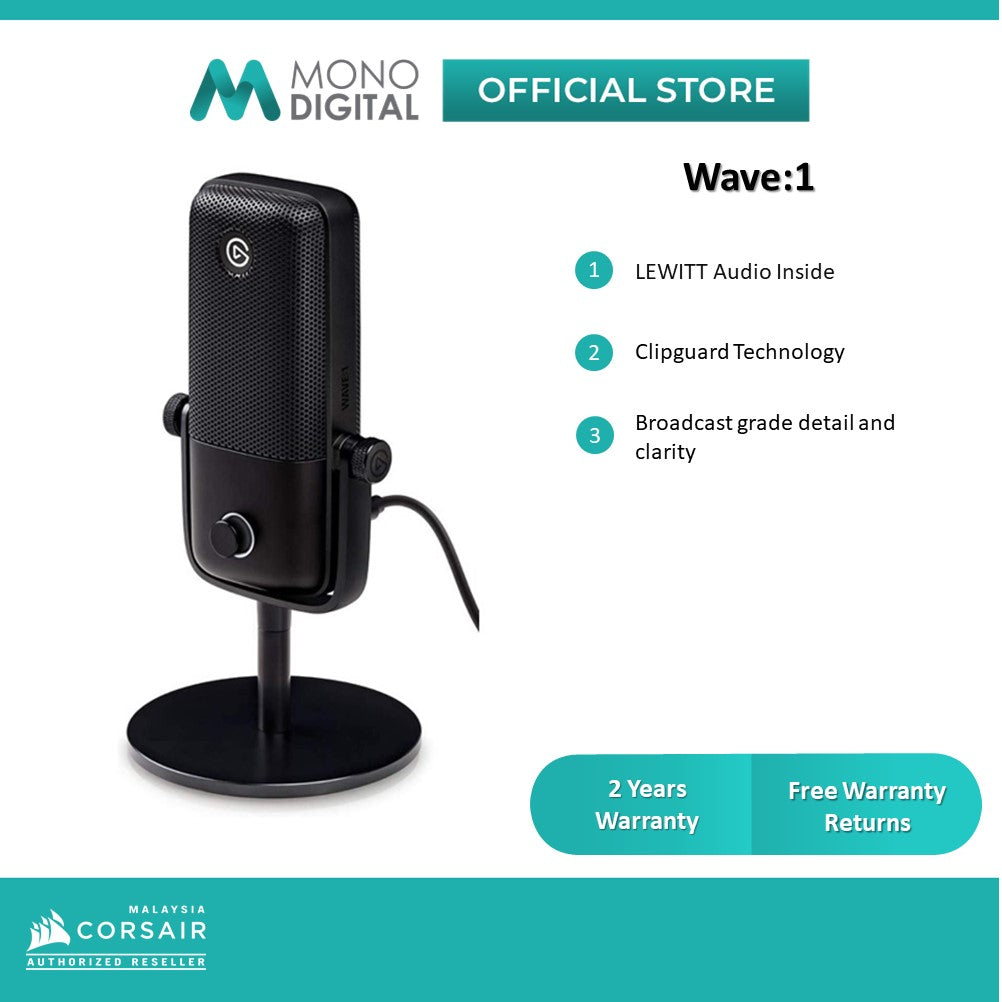 MONO
DIGITAL
OFFICIAL STORE
Wave:1
1
LEWITT Audio Inside
2
Clipguard Technology
3
Broadcast grade detail and
clarity
WAVE:1
2 Years
Warranty
Free Warranty
Returns
MALAYSIA
CORSAIR
AUTHORIZED RESELLER